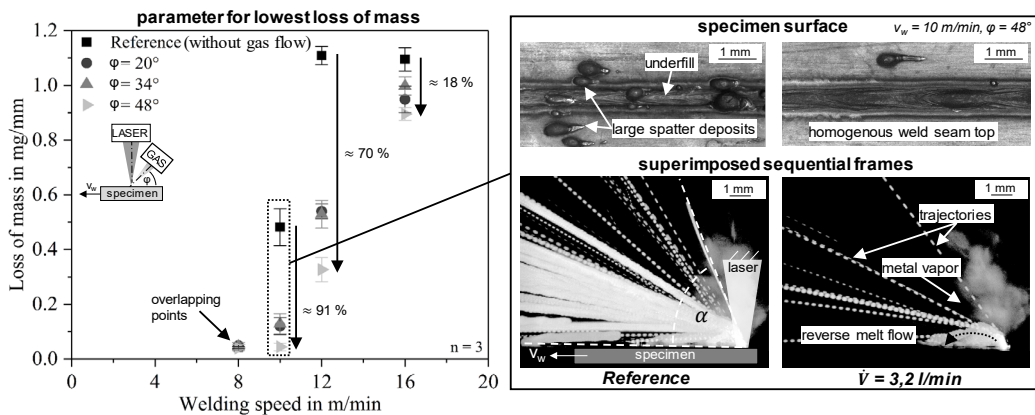 parameter for lowest loss of mass
1.2
1.0
0.8
0.6
0.4
0.2
0.0
Loss of mass in mg/mm
Reference (without gas flow)
φ = 20°
φ = 34°
φ = 48°
LASER
GAS
φ
v_w
specimen
≈ 18 %
≈ 70 %
≈ 91 %
overlapping
points
n = 3
0 4 8 12 16 20
Welding speed in m/min
specimen surface
v_w = 10 m/min, φ = 48°
1 mm
underfill
large spatter deposits
1 mm
homogenous weld seam top
superimposed sequential frames
1 mm
laser
α
v_w
specimen
Reference
1 mm
trajectories
metal vapor
reverse melt flow
V̇ = 3,2 l/min